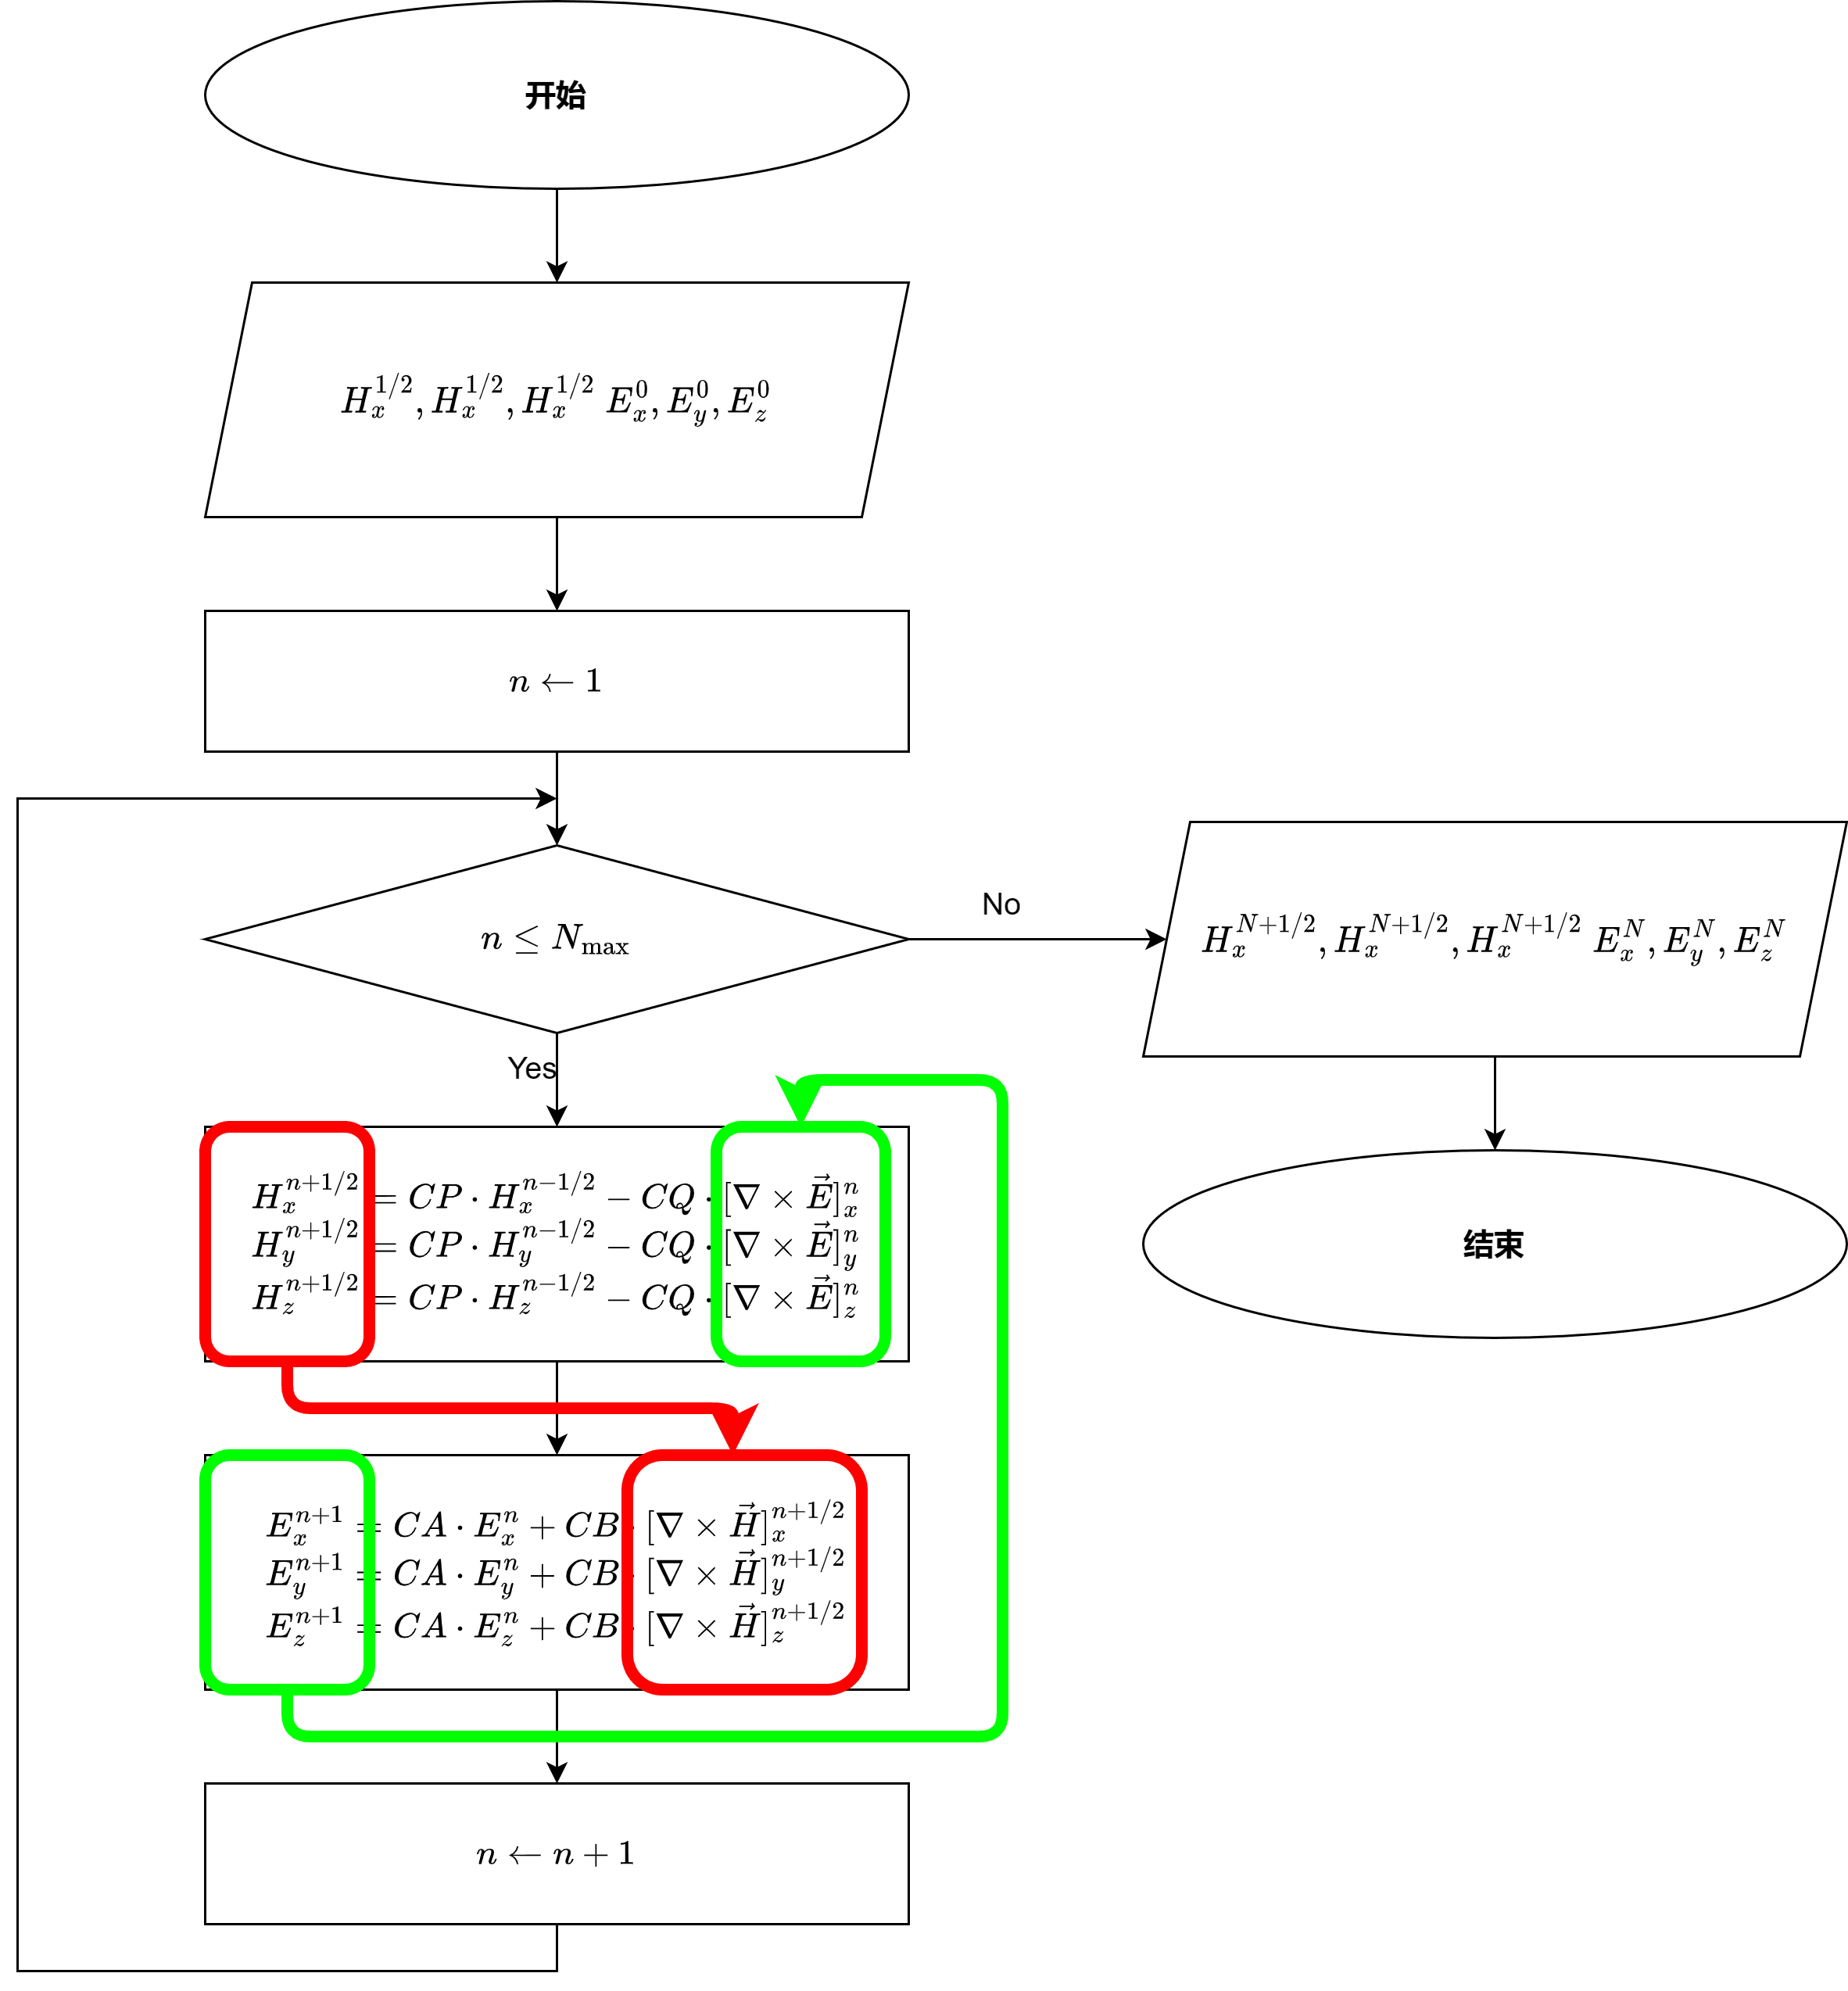 开始
$H_x^{1/2}, H_x^{1/2}, H_x^{1/2}\ E_x^0, E_y^0, E_z^0$
$n \leftarrow 1$
$n \leq N_{\max}$
No
$H_x^{N+1/2}, H_x^{N+1/2}, H_x^{N+1/2}\ E_x^N, E_y^N, E_z^N$
结束
Yes
$H_x^{n+1/2} = CP \cdot H_x^{n-1/2} - CQ \cdot [\nabla \times \vec{E}]_x^n$
$H_y^{n+1/2} = CP \cdot H_y^{n-1/2} - CQ \cdot [\nabla \times \vec{E}]_y^n$
$H_z^{n+1/2} = CP \cdot H_z^{n-1/2} - CQ \cdot [\nabla \times \vec{E}]_z^n$
$E_x^{n+1} = CA \cdot E_x^n + CB \cdot [\nabla \times \vec{H}]_x^{n+1/2}$
$E_y^{n+1} = CA \cdot E_y^n + CB \cdot [\nabla \times \vec{H}]_y^{n+1/2}$
$E_z^{n+1} = CA \cdot E_z^n + CB \cdot [\nabla \times \vec{H}]_z^{n+1/2}$
$n \leftarrow n + 1$